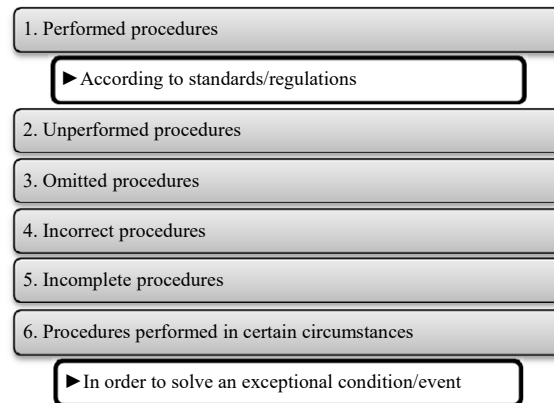 1. Performed procedures
►According to standards/regulations
2. Unperformed procedures
3. Omitted procedures
4. Incorrect procedures
5. Incomplete procedures
6. Procedures performed in certain circumstances
►In order to solve an exceptional condition/event